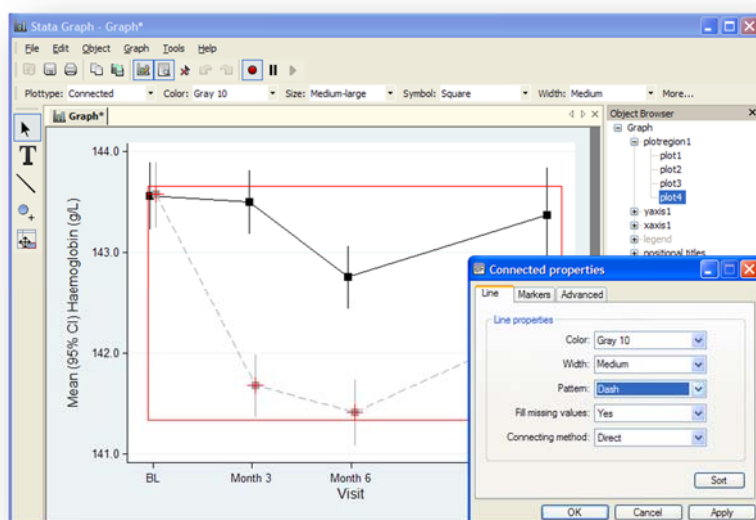 Stata Graph - Graph*
File Edit Object Graph Tools Help
Plottype: Connected Color: Gray 10 Size: Medium-large Symbol: Square Width: Medium More...
Graph*
Object Browser
Graph
plotregion1
plot1
plot2
plot3
plot4
yaxis1
xaxis1
legend
positional titles
T
Mean (95% CI) Haemoglobin (g/L)
144.0
143.0
142.0
141.0
BL Month 3 Month 6
Visit
Connected properties
Line Markers Advanced
Line properties
Color: Gray 10
Width: Medium
Pattern: Dash
Fill missing values: Yes
Connecting method: Direct
Sort
OK Cancel Apply